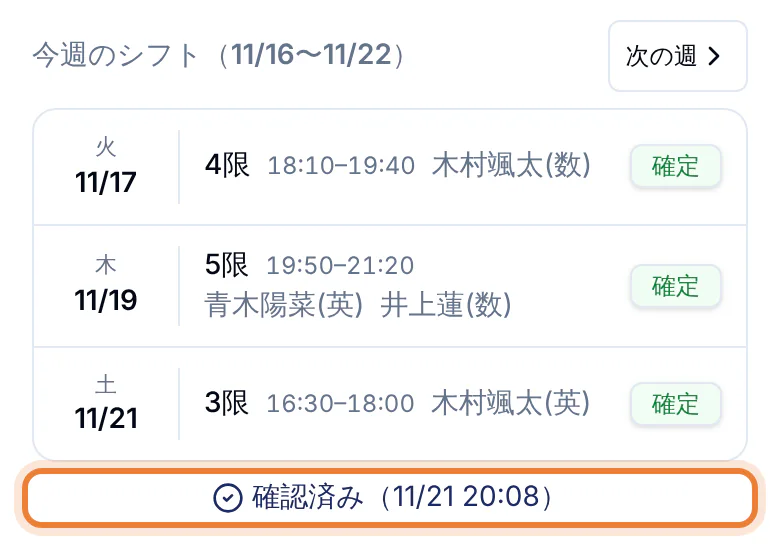 今週のシフト（11/16〜11/22）
次の週
火
11/17
4限 18:10–19:40 木村颯太(数)
確定
木
11/19
5限 19:50–21:20
青木陽菜(英) 井上蓮(数)
確定
土
11/21
3限 16:30–18:00 木村颯太(英)
確定
確認済み（11/21 20:08）